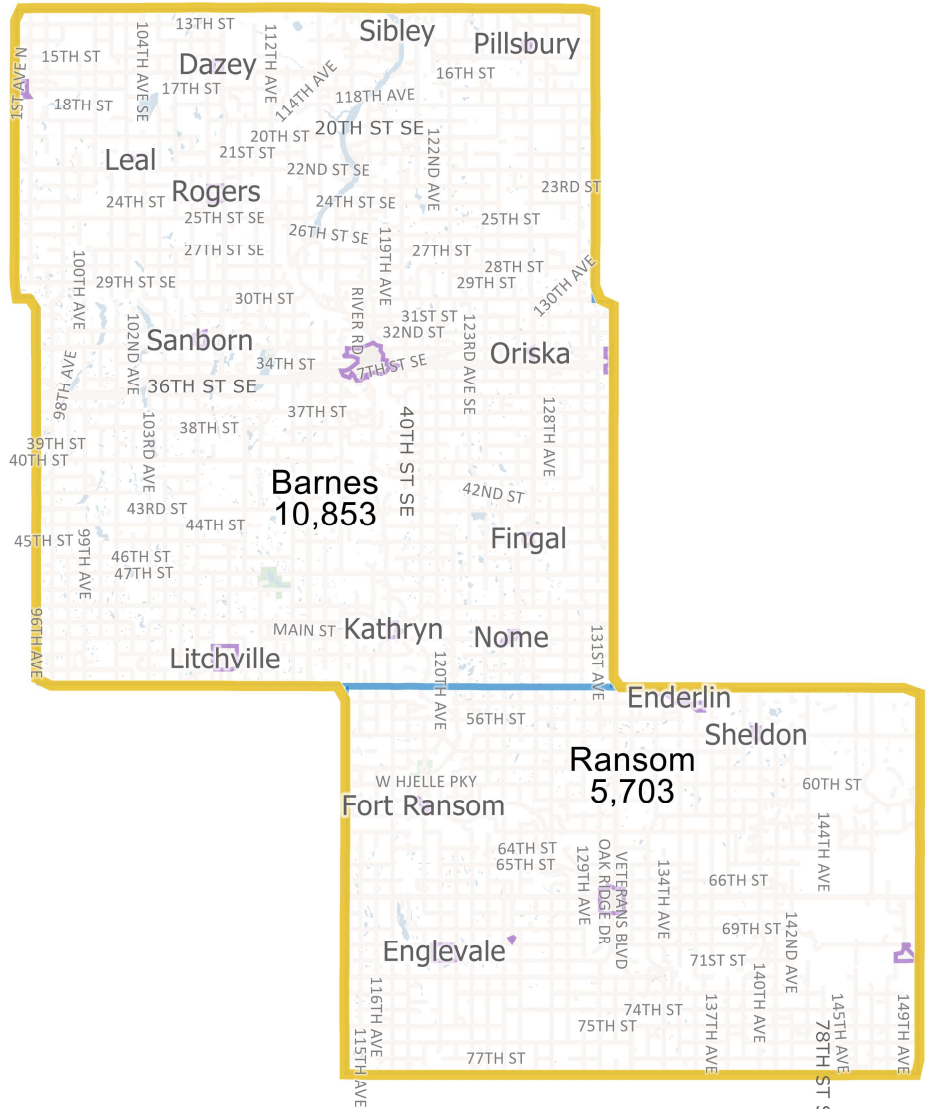 13TH ST
Sibley
Pillsbury
1ST AVE N
15TH ST
104TH AVE SE
112TH AVE
Dazey
114TH AVE
16TH ST
17TH ST
118TH AVE
18TH ST
20TH ST
20TH ST SE
122ND AVE
21ST ST
Leal
22ND ST SE
Rogers
23RD ST
24TH ST
24TH ST SE
25TH ST SE
25TH ST
26TH ST SE
27TH ST SE
119TH AVE
27TH ST
28TH ST
130TH AVE
100TH AVE
29TH ST SE
29TH ST
30TH ST
RIVER RD
31ST ST
32ND ST
102ND AVE
Sanborn
123RD AVE SE
Oriska
34TH ST
7TH ST SE
98TH AVE
36TH ST SE
37TH ST
40TH ST SE
128TH AVE
38TH ST
103RD AVE
39TH ST
40TH ST
Barnes
10,853
42ND ST
43RD ST
44TH ST
45TH ST
99TH AVE
Fingal
46TH ST
47TH ST
96TH AVE
MAIN ST
Kathryn
Nome
131ST AVE
Litchville
120TH AVE
Enderlin
56TH ST
Sheldon
Ransom
5,703
W HJELLE PKY
60TH ST
Fort Ransom
144TH AVE
64TH ST
65TH ST
129TH AVE
OAK RIDGE DR
VETERANS BLVD
134TH AVE
66TH ST
69TH ST
142ND AVE
Englevale
71ST ST
140TH AVE
116TH AVE
74TH ST
75TH ST
137TH AVE
145TH AVE
149TH AVE
115TH AVE
77TH ST
78TH ST S